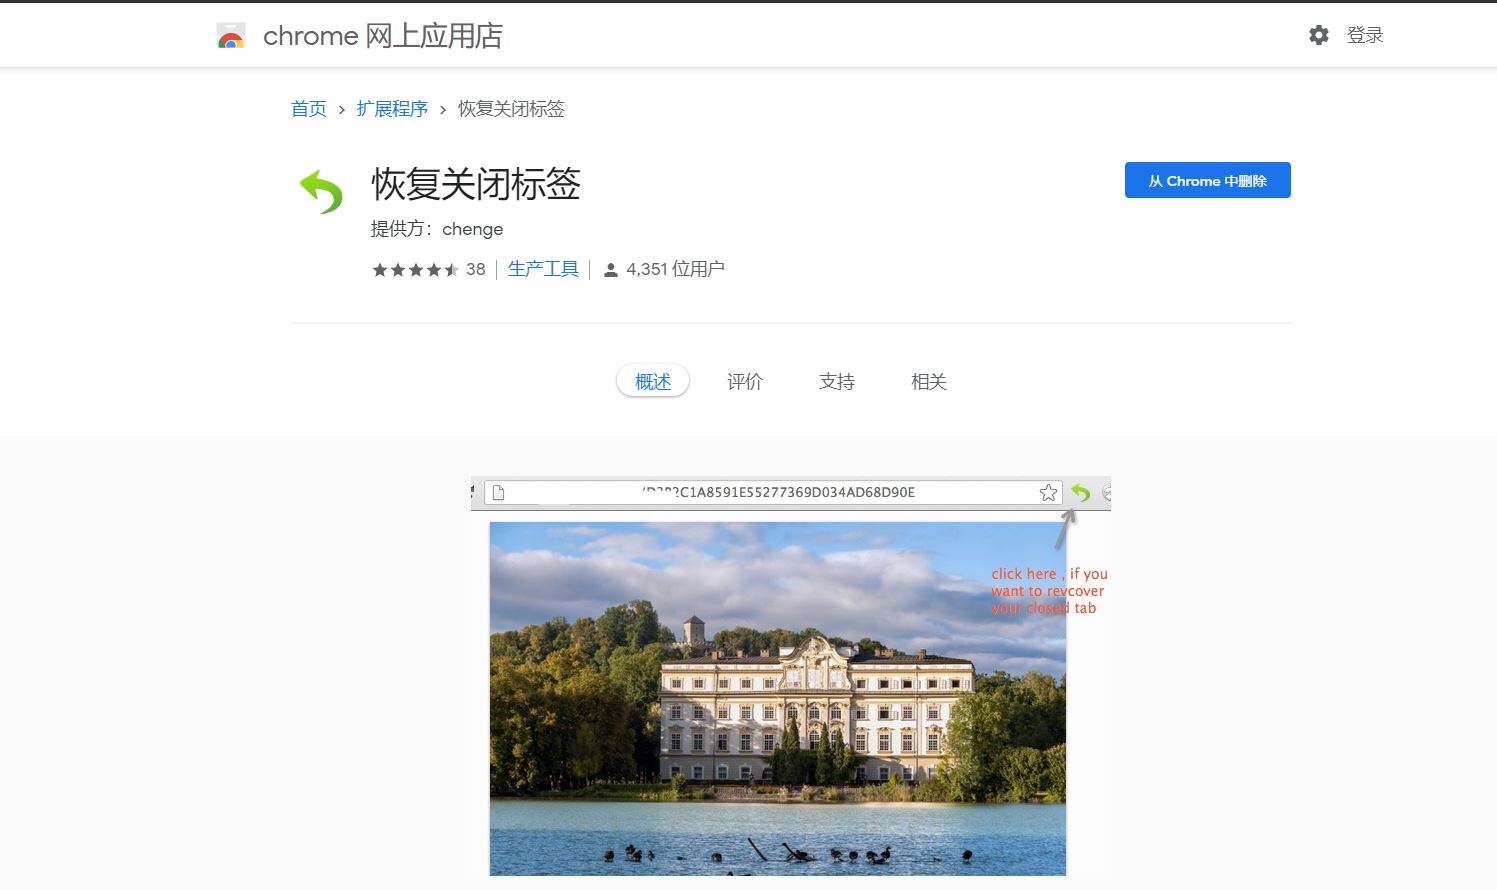 chrome 网上应用店
登录
首页 › 扩展程序 › 恢复关闭标签
恢复关闭标签
从 Chrome 中删除
提供方：chenge
38 生产工具 4,351 位用户
概述 评价 支持 相关
2C1A8591E55277369D034AD68D90E
click here , if you
want to revcover
your closed tab